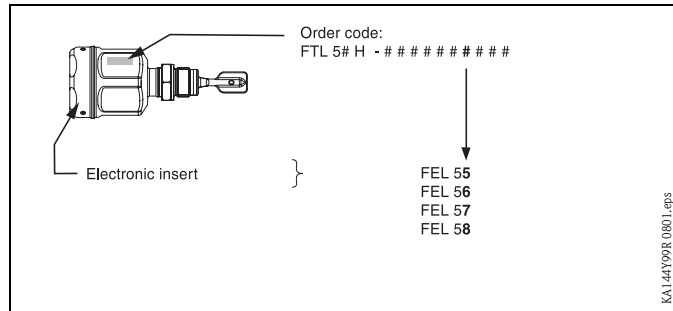 Order code:
FTL 5# H - # # # # # # # # #
Electronic insert
FEL 55
FEL 56
FEL 57
FEL 58
KA144Y99R 0801.eps